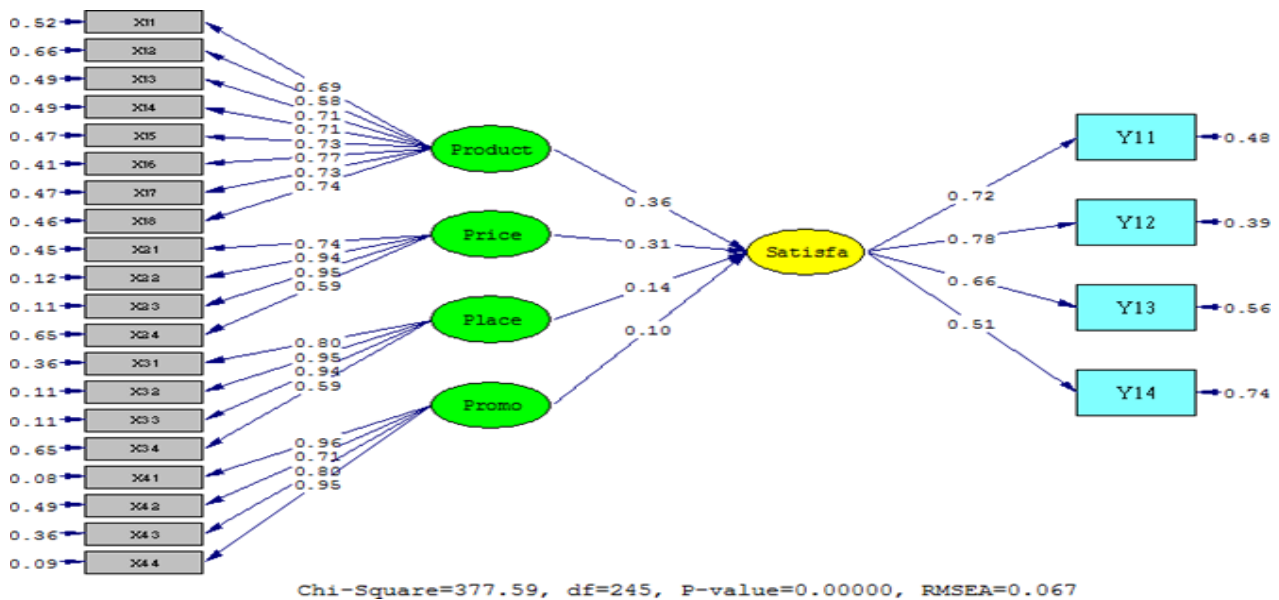 0.52 X11
0.66 X12
0.49 X13
0.49 X14
0.47 X15
0.41 X16
0.47 X17
0.46 X18
0.45 X21
0.12 X22
0.11 X23
0.65 X24
0.36 X31
0.11 X32
0.11 X33
0.65 X34
0.08 X41
0.49 X42
0.36 X43
0.09 X44
0.69
0.58
0.71
0.71
0.73
0.77
0.73
0.74
0.74
0.94
0.95
0.59
0.80
0.95
0.94
0.59
0.96
0.71
0.80
0.95
Product
Price
Place
Promo
0.36
0.31
0.14
0.10
Satisfa
0.72
0.78
0.66
0.51
Y11 0.48
Y12 0.39
Y13 0.56
Y14 0.74
Chi-Square=377.59, df=245, P-value=0.00000, RMSEA=0.067